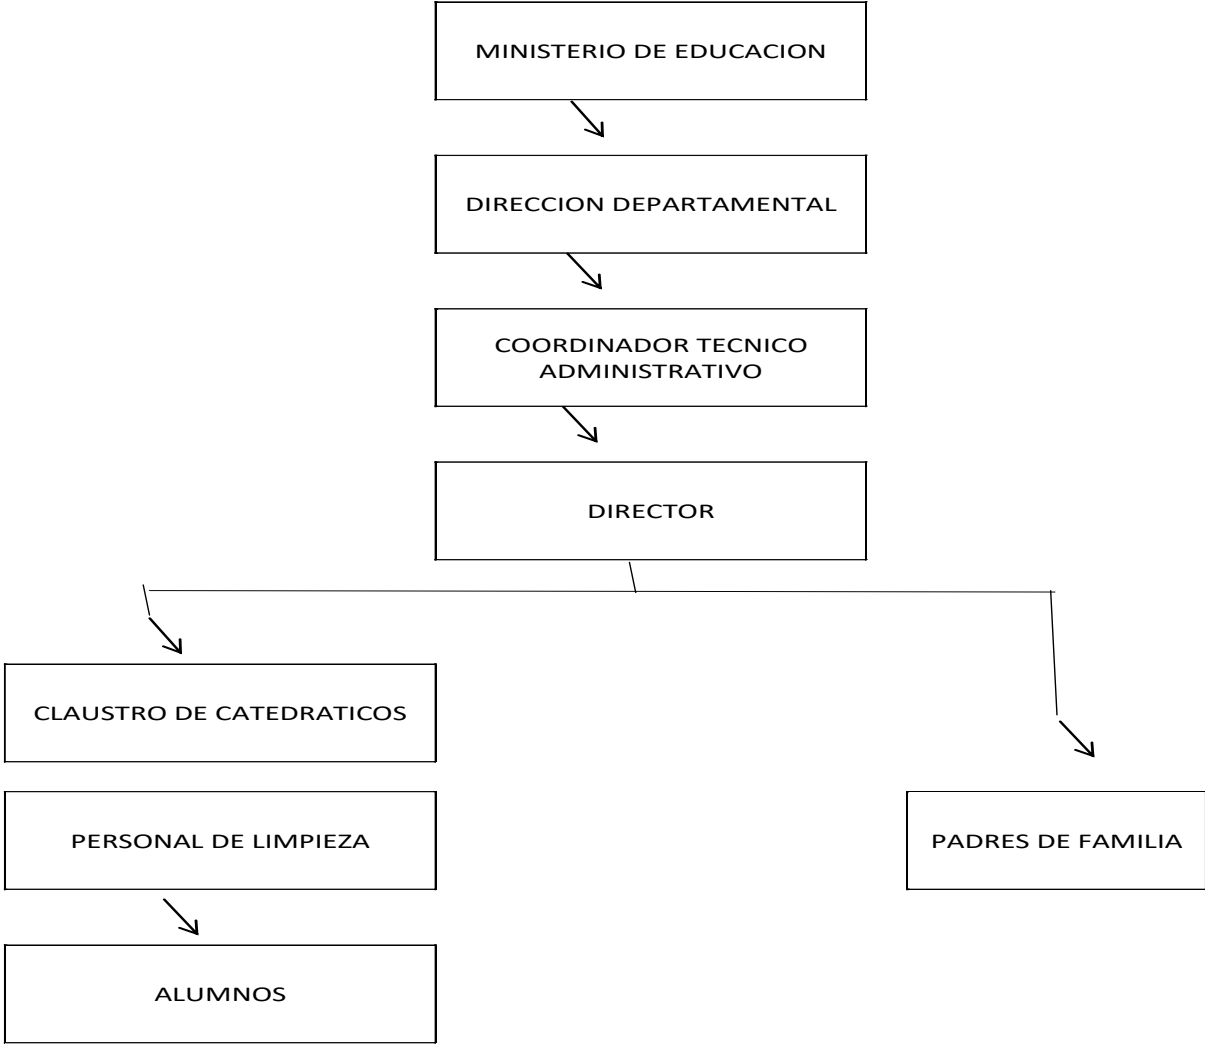 MINISTERIO DE EDUCACION
DIRECCION DEPARTAMENTAL
COORDINADOR TECNICO
ADMINISTRATIVO
DIRECTOR
CLAUSTRO DE CATEDRATICOS
PERSONAL DE LIMPIEZA
PADRES DE FAMILIA
ALUMNOS